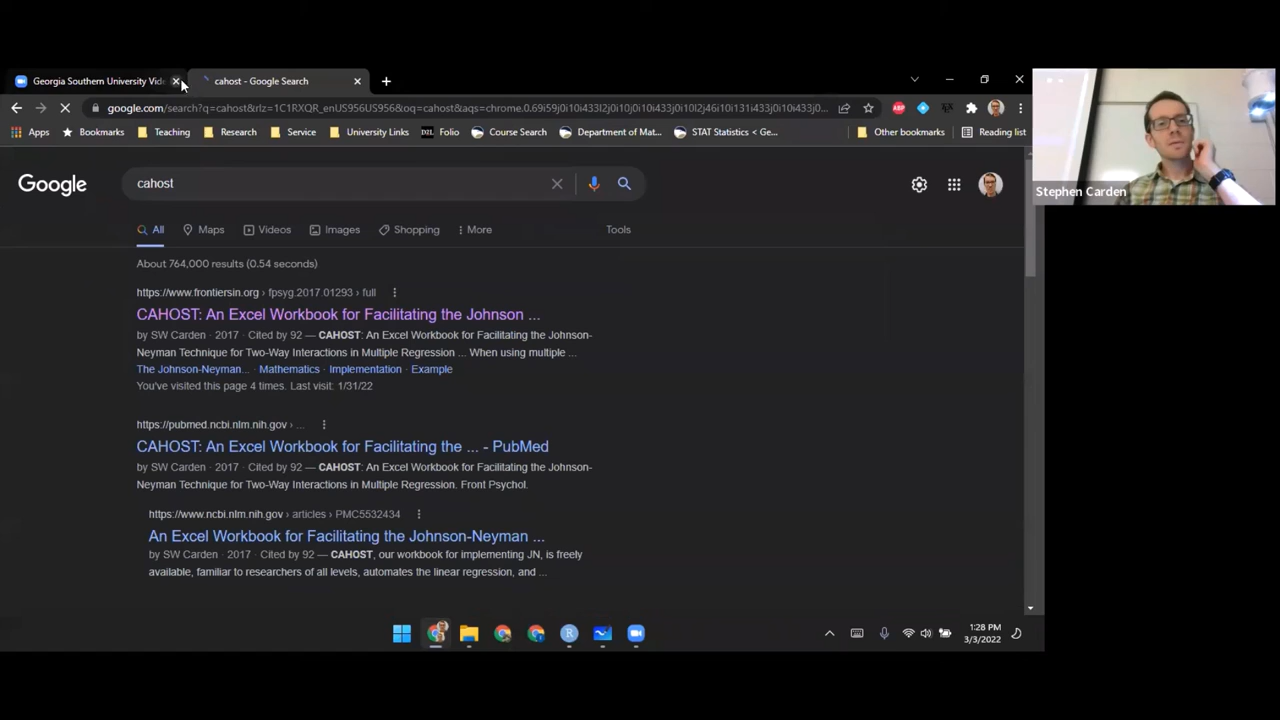 Georgia Southern University Vide
cahost - Google Search
google.com/search?q=cahost&rlz=1C1RXQR_enUS956US956&oq=cahost&aqs=chrome.0.69i59j0i10i433l2j0i10j0i10l2j46i10i131i433j0i10i433j0...
Apps
Bookmarks
Teaching
Research
Service
University Links
D2L
Folio
Course Search
Department of Mat...
STAT Statistics < Ge...
Other bookmarks
Reading list
Stephen Carden
Google
cahost
All
Maps
Videos
Images
Shopping
More
Tools
About 764,000 results (0.54 seconds)
https://www.frontiersin.org › fpsyg.2017.01293 › full
CAHOST: An Excel Workbook for Facilitating the Johnson ...
by SW Carden · 2017 · Cited by 92 — CAHOST: An Excel Workbook for Facilitating the Johnson-
Neyman Technique for Two-Way Interactions in Multiple Regression ... When using multiple ...
The Johnson-Neyman... · Mathematics · Implementation · Example
You've visited this page 4 times. Last visit: 1/31/22
https://pubmed.ncbi.nlm.nih.gov › ...
CAHOST: An Excel Workbook for Facilitating the ... - PubMed
by SW Carden · 2017 · Cited by 92 — CAHOST: An Excel Workbook for Facilitating the Johnson-
Neyman Technique for Two-Way Interactions in Multiple Regression. Front Psychol.
https://www.ncbi.nlm.nih.gov › articles › PMC5532434
An Excel Workbook for Facilitating the Johnson-Neyman ...
by SW Carden · 2017 · Cited by 92 — CAHOST, our workbook for implementing JN, is freely
available, familiar to researchers of all levels, automates the linear regression, and ...
1:28 PM
3/3/2022